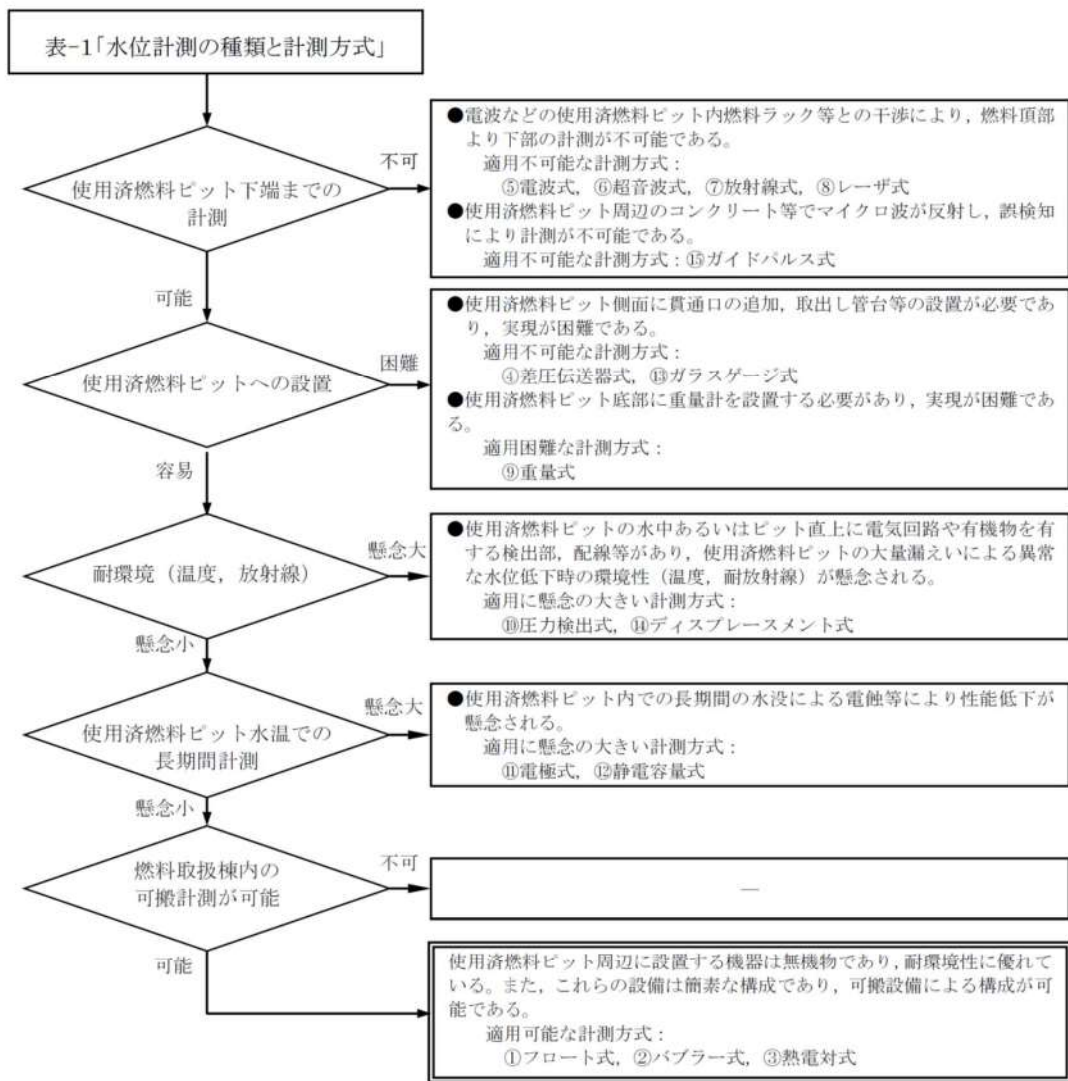 表-1「水位計測の種類と計測方式」
使用済燃料ピット下端までの
計測
不可
●電波などの使用済燃料ピット内燃料ラック等との干渉により，燃料頂部
より下部の計測が不可能である。
適用不可能な計測方式：
⑤電波式，⑥超音波式，⑦放射線式，⑧レーザ式
●使用済燃料ピット周辺のコンクリート等でマイクロ波が反射し，誤検知
により計測が不可能である。
適用不可能な計測方式：⑮ガイドパルス式
可能
使用済燃料ピットへの設置
困難
●使用済燃料ピット側面に貫通口の追加，取出し管台等の設置が必要であ
り，実現が困難である。
適用不可能な計測方式：
④差圧伝送器式，⑬ガラスゲージ式
●使用済燃料ピット底部に重量計を設置する必要があり，実現が困難であ
る。
適用困難な計測方式：
⑨重量式
容易
耐環境（温度，放射線）
懸念大
●使用済燃料ピットの水中あるいはピット直上に電気回路や有機物を有
する検出部，配線等があり，使用済燃料ピットの大量漏えいによる異常
な水位低下時の環境性（温度，耐放射線）が懸念される。
適用に懸念の大きい計測方式：
⑩圧力検出式，⑭ディスプレースメント式
懸念小
使用済燃料ピット水温での
長期間計測
懸念大
●使用済燃料ピット内での長期間の水没による電蝕等により性能低下が
懸念される。
適用に懸念の大きい計測方式：
⑪電極式，⑫静電容量式
懸念小
燃料取扱棟内の
可搬計測が可能
不可
―
可能
使用済燃料ピット周辺に設置する機器は無機物であり，耐環境性に優れて
いる。また，これらの設備は簡素な構成であり，可搬設備による構成が可
能である。
適用可能な計測方式：
①フロート式，②バブラー式，③熱電対式